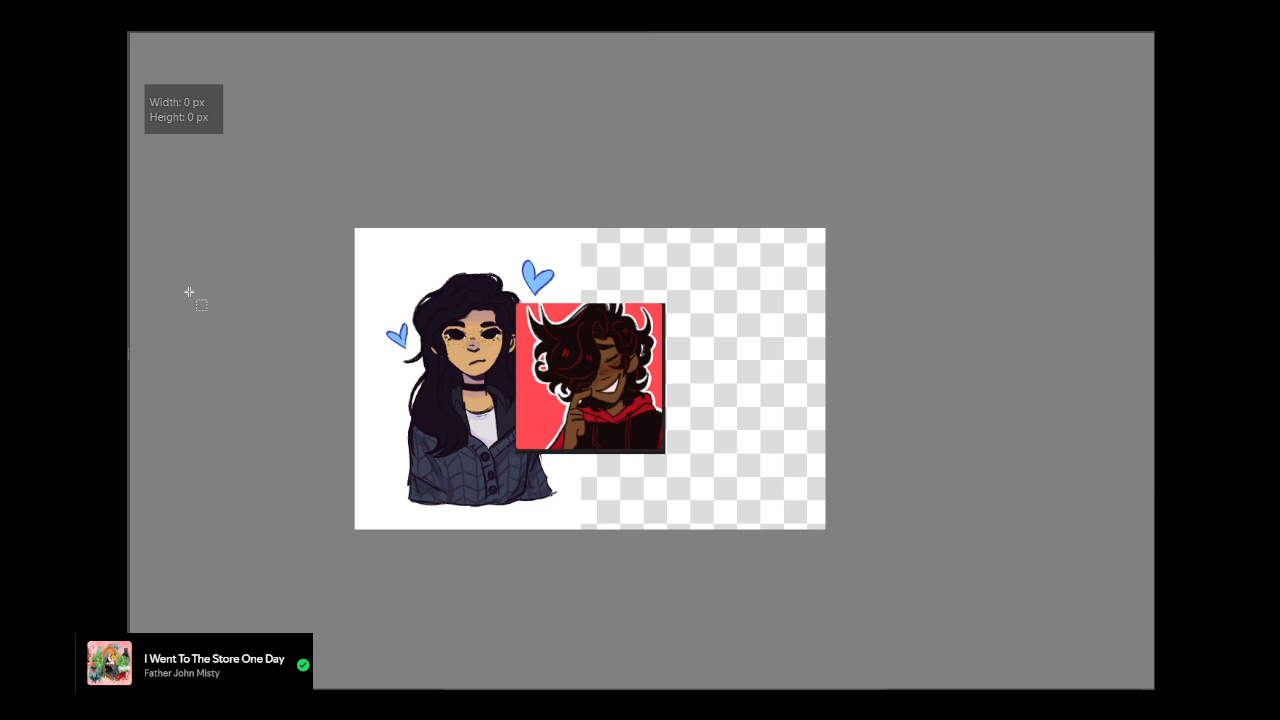 Width: 0 px
Height: 0 px
I Went To The Store One Day
Father John Misty